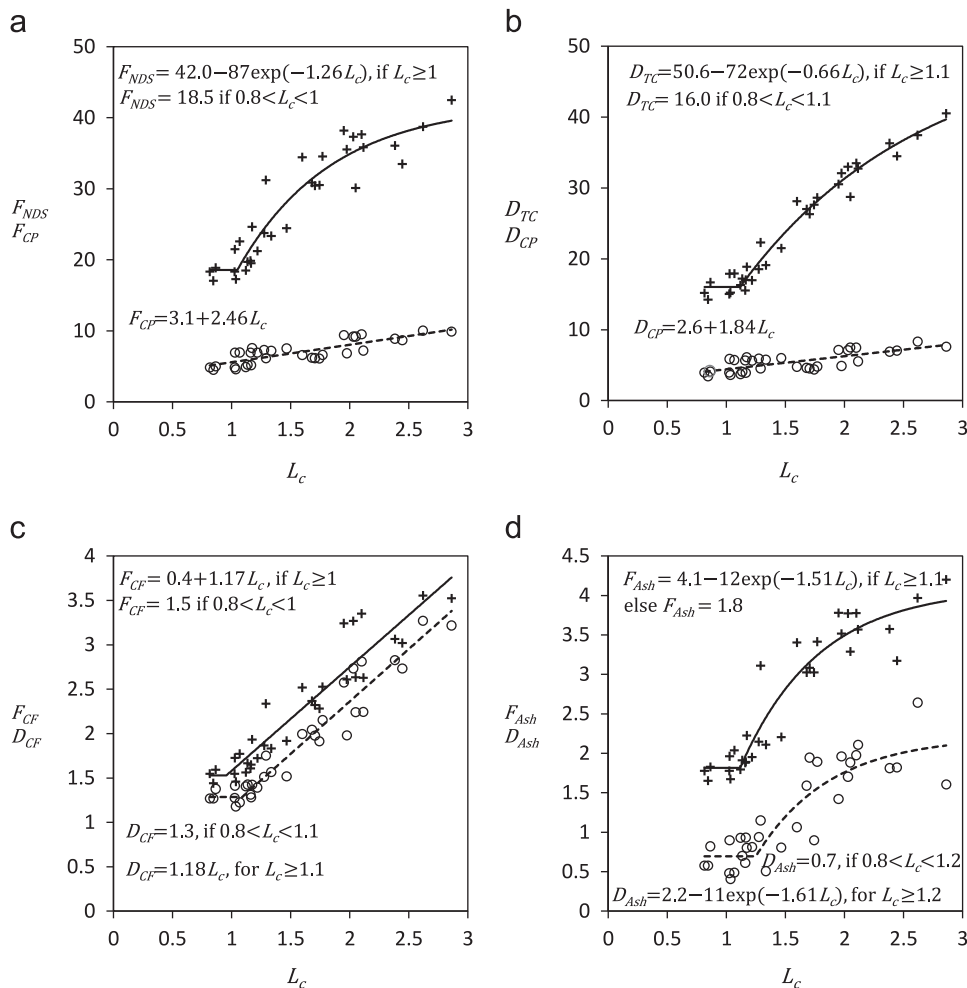 a
50
F_NDS = 42.0−87exp(−1.26L_c), if L_c≥1
F_NDS = 18.5 if 0.8<L_c<1
40
30
F_NDS
F_CP
20
F_CP=3.1+2.46L_c
10
0
0 0.5 1 1.5 2 2.5 3
L_c
b
50
D_TC=50.6−72exp(−0.66L_c), if L_c≥1.1
D_TC= 16.0 if 0.8<L_c<1.1
40
30
D_TC
D_CP
20
D_CP=2.6+1.84L_c
10
0
0 0.5 1 1.5 2 2.5 3
L_c
c
4
F_CF= 0.4+1.17L_c, if L_c≥1
F_CF= 1.5 if 0.8<L_c<1
3.5
3
2.5
F_CF
D_CF
2
1.5
1
D_CF=1.3, if 0.8<L_c<1.1
0.5
D_CF=1.18L_c, for L_c≥1.1
0
0 0.5 1 1.5 2 2.5 3
L_c
d
4.5
F_Ash= 4.1−12exp(−1.51L_c), if L_c≥1.1
4
else F_Ash= 1.8
3.5
3
2.5
F_Ash
D_Ash
2
1.5
1
D_Ash=0.7, if 0.8<L_c<1.2
0.5
D_Ash=2.2−11exp(−1.61L_c), for L_c≥1.2
0
0 0.5 1 1.5 2 2.5 3
L_c